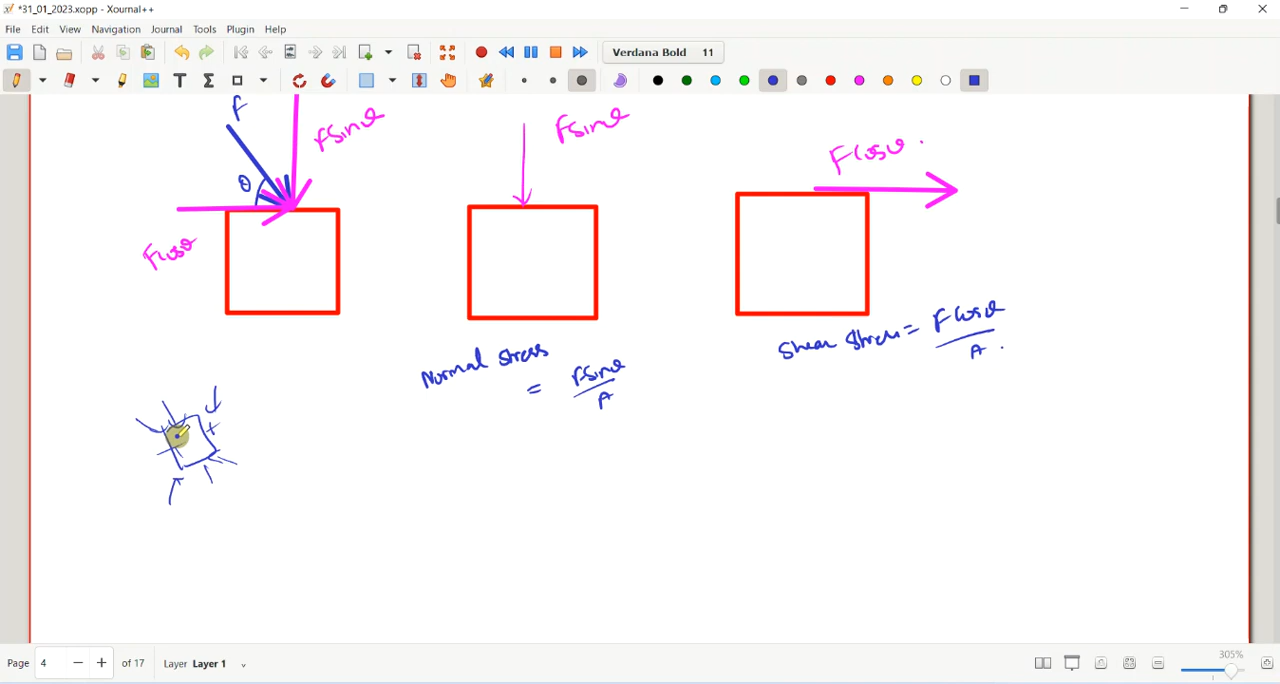 *31_01_2023.xopp - Xournal++
File Edit View Navigation Journal Tools Plugin Help
Verdana Bold 11
F
FSinθ
FSinθ
FCosθ
θ
FCosθ
Normal Stress
= FSinθ/A
Shear Stress = FCosθ/A
Page 4 of 17 Layer Layer 1
305%